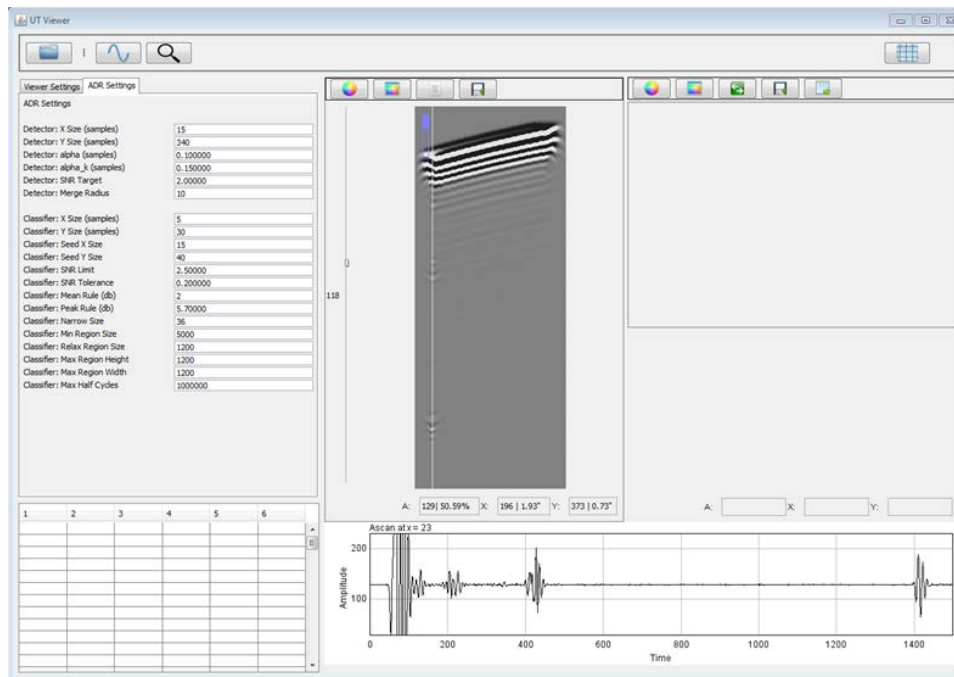 UT Viewer
Viewer Settings ADR Settings
ADR Settings
Detector: X Size (samples) 15
Detector: Y Size (samples) 340
Detector: alpha (samples) 0.100000
Detector: alpha_k (samples) 0.150000
Detector: SNR Target 2.00000
Detector: Merge Radius 10
Classifier: X Size (samples) 5
Classifier: Y Size (samples) 30
Classifier: Seed X Size 15
Classifier: Seed Y Size 40
Classifier: SNR Limit 2.50000
Classifier: SNR Tolerance 0.200000
Classifier: Mean Rule (db) 2
Classifier: Peak Rule (db) 5.70000
Classifier: Narrow Size 36
Classifier: Min Region Size 5000
Classifier: Relax Region Size 1200
Classifier: Max Region Height 1200
Classifier: Max Region Width 1200
Classifier: Max Half Cycles 1000000
118
A: 129| 50.59% X: 196 | 1.93" Y: 373 | 0.73"
A: X: Y:
1 2 3 4 5 6
Ascan at x = 23
200
100
Amplitude
0 200 400 600 800 1000 1200 1400
Time